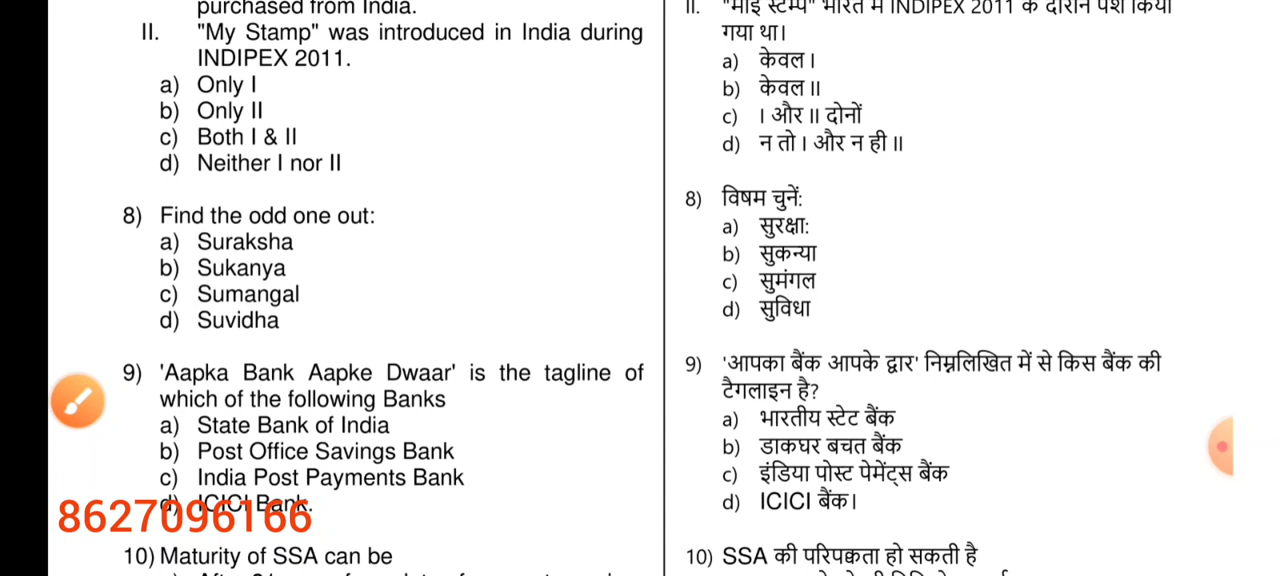 purchased from India.
II. "My Stamp" was introduced in India during
INDIPEX 2011.
a) Only I
b) Only II
c) Both I & II
d) Neither I nor II
8) Find the odd one out:
a) Suraksha
b) Sukanya
c) Sumangal
d) Suvidha
9) 'Aapka Bank Aapke Dwaar' is the tagline of
which of the following Banks
a) State Bank of India
b) Post Office Savings Bank
c) India Post Payments Bank
d) ICICI Bank.
8627096166
10) Maturity of SSA can be
II. "माई स्टैम्प" भारत में INDIPEX 2011 के दौरान पेश किया
गया था।
a) केवल I
b) केवल II
c) I और II दोनों
d) न तो I और न ही II
8) विषम चुनें:
a) सुरक्षा:
b) सुकन्या
c) सुमंगल
d) सुविधा
9) 'आपका बैंक आपके द्वार' निम्नलिखित में से किस बैंक की
टैगलाइन है?
a) भारतीय स्टेट बैंक
b) डाकघर बचत बैंक
c) इंडिया पोस्ट पेमेंट्स बैंक
d) ICICI बैंक।
10) SSA की परिपक्वता हो सकती है